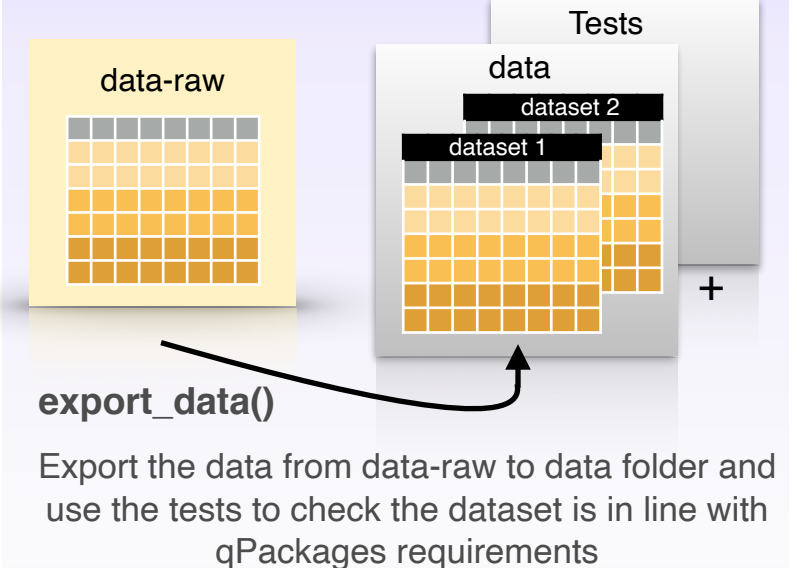 Tests
data-raw
data
dataset 2
dataset 1
+
export_data()
Export the data from data-raw to data folder and
use the tests to check the dataset is in line with
qPackages requirements